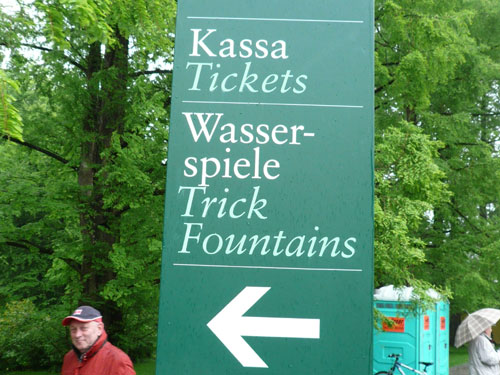 Kassa
Tickets
Wasser-
spiele
Trick
Fountains